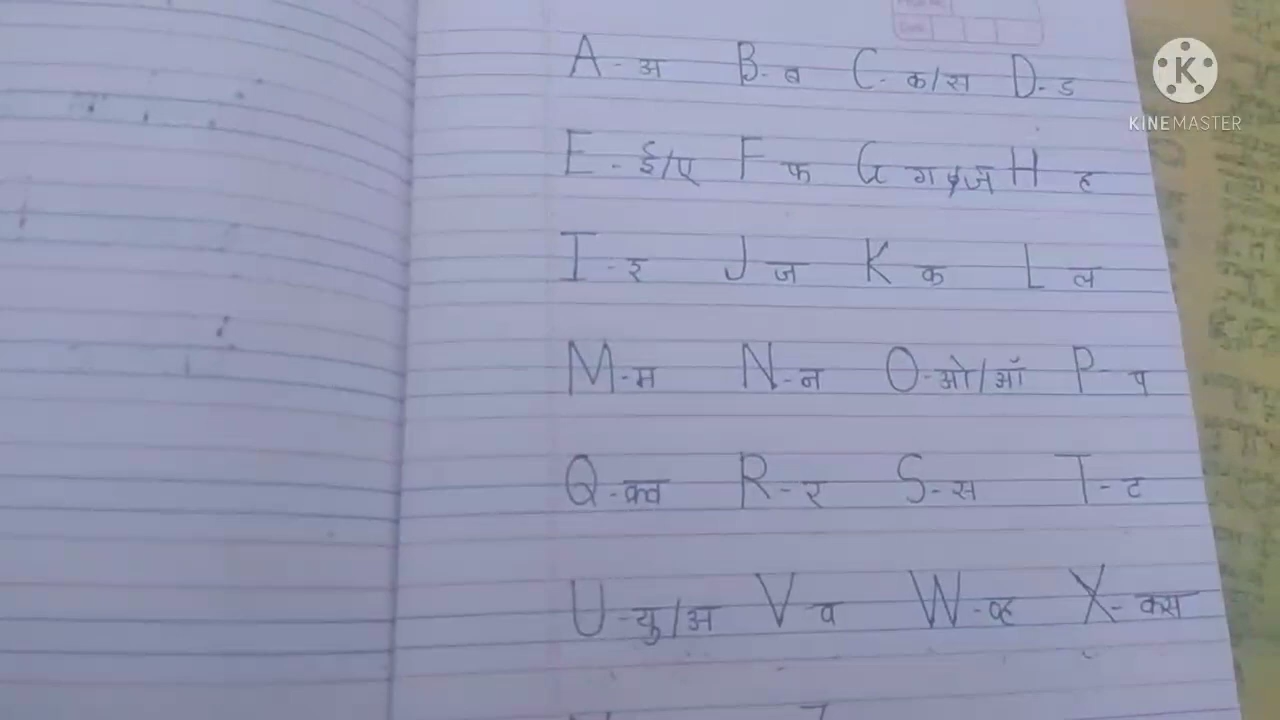 KINEMASTER
A - अ B - ब C - क/स D - ड
E - ई/ए F फ G ग/ज H ह
I - इ J ज K क L ल
M - म N - न O - ओ/ऑ P - प
Q - क्व R - र S - स T - ट
U - यु/अ V व W - व्ह X - क्स